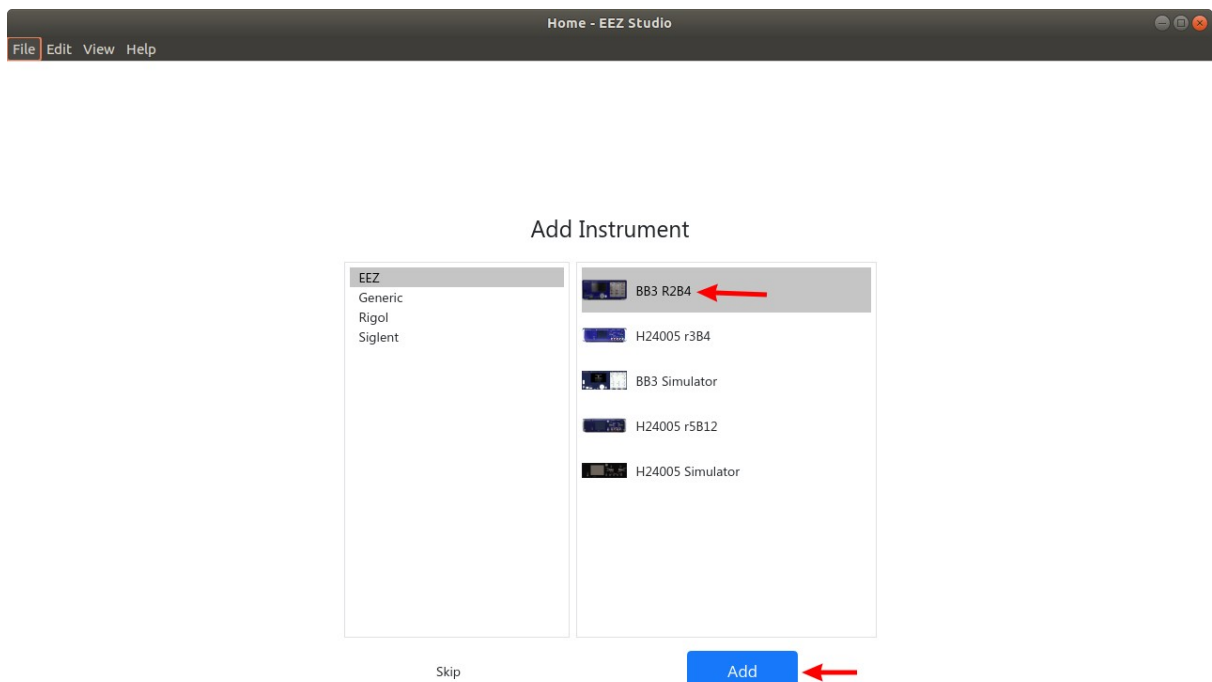 Home - EEZ Studio
File Edit View Help
Add Instrument
EEZ
Generic
Rigol
Siglent
BB3 R2B4
H24005 r3B4
BB3 Simulator
H24005 r5B12
H24005 Simulator
Skip
Add